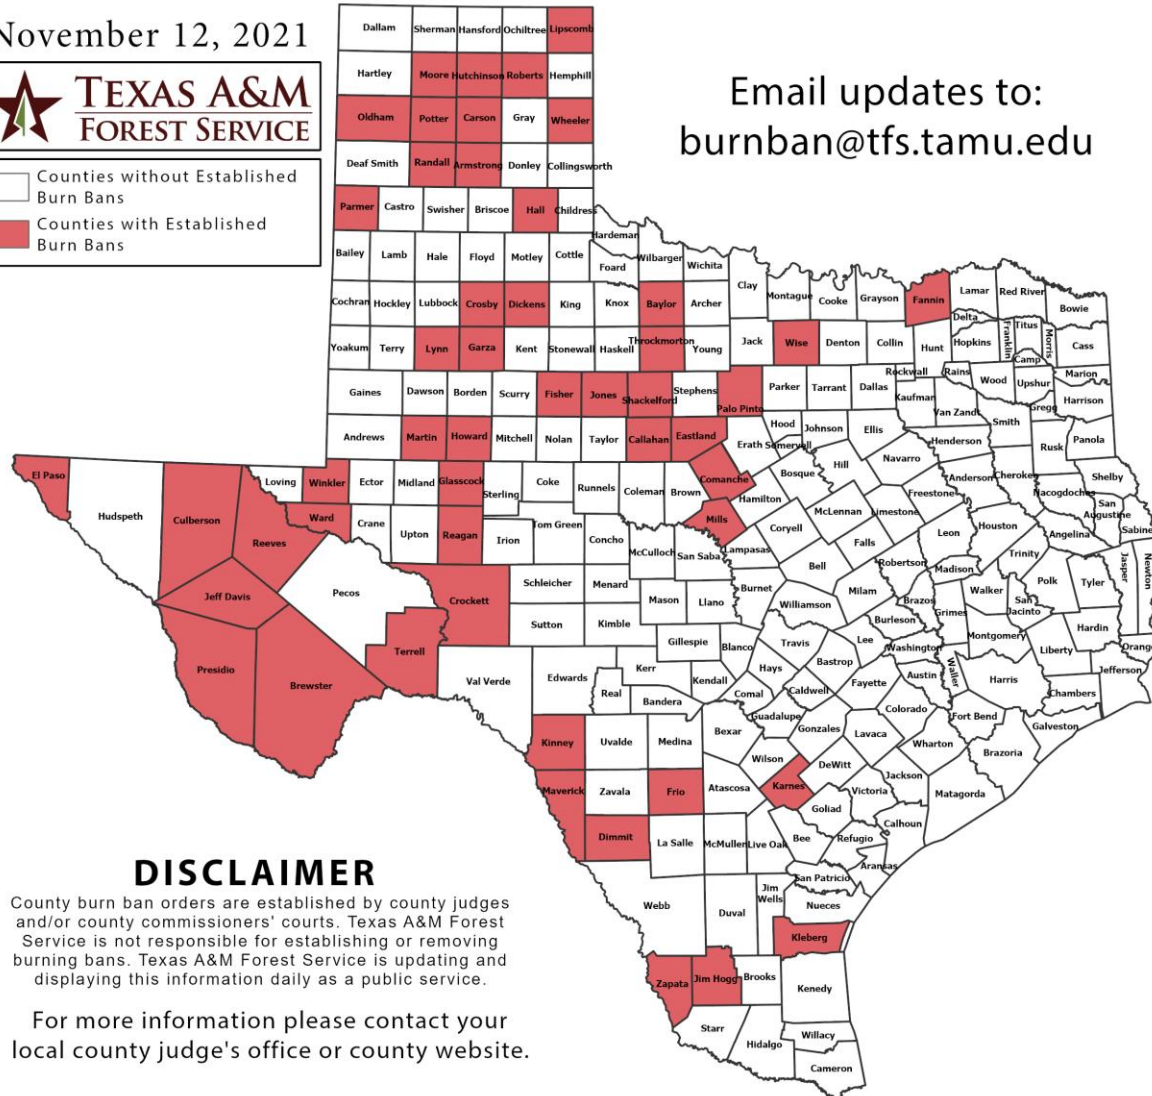 November 12, 2021
TEXAS A&M
FOREST SERVICE
Counties without Established
Burn Bans
Counties with Established
Burn Bans
Email updates to:
burnban@tfs.tamu.edu
Dallam Sherman Hansford Ochiltree Lipscomb
Hartley Moore Hutchinson Roberts Hemphill
Oldham Potter Carson Gray Wheeler
Deaf Smith Randall Armstrong Donley Collingsworth
Parmer Castro Swisher Briscoe Hall Childress
Hardeman
Bailey Lamb Hale Floyd Motley Cottle Foard Wilbarger Wichita
Clay Montague Cooke Grayson Fannin Lamar Red River Bowie
Cochran Hockley Lubbock Crosby Dickens King Knox Baylor Archer
Delta Franklin Titus Morris Cass
Yoakum Terry Lynn Garza Kent Stonewall Haskell Throckmorton Young Jack Wise Denton Collin Hunt Hopkins
Camp
Rockwall Rains Wood Upshur Marion
Gaines Dawson Borden Scurry Fisher Jones Shackelford Stephens Palo Pinto Parker Tarrant Dallas Kaufman Van Zandt Gregg Harrison
Andrews Martin Howard Mitchell Nolan Taylor Callahan Eastland Erath Hood Somervell Johnson Ellis Henderson Smith Rusk Panola
El Paso Hudspeth Culberson Reeves Loving Winkler Ector Midland Glasscock Sterling Coke Runnels Coleman Brown Comanche Hamilton Bosque Hill Navarro Freestone Anderson Cherokee Nacogdoches Shelby
San Augustine Sabine
Ward Crane Upton Reagan Irion Tom Green Concho McCulloch San Saba Mills Lampasas Coryell McLennan Limestone Falls Leon Houston Angelina
Jeff Davis Pecos Crockett Schleicher Menard Mason Llano Burnet Bell Milam Robertson Madison Trinity Polk Tyler Jasper Newton
Sutton Kimble Williamson Burleson Brazos Grimes Walker San Jacinto Hardin
Presidio Brewster Terrell Val Verde Edwards Gillespie Blanco Travis Lee Washington Montgomery Liberty Orange
Kerr Kendall Hays Bastrop Fayette Austin Waller Harris Chambers Jefferson
Real Bandera Comal Caldwell Colorado Fort Bend Galveston
Kinney Uvalde Medina Bexar Guadalupe Gonzales Lavaca Wharton Brazoria
Wilson DeWitt Jackson Matagorda
Maverick Zavala Frio Atascosa Karnes Goliad Victoria Calhoun
Dimmit La Salle McMullen Live Oak Bee Refugio Aransas
San Patricio
Webb Duval Jim Wells Nueces
Kleberg
Zapata Jim Hogg Brooks Kenedy
Starr Hidalgo Willacy
Cameron
DISCLAIMER
County burn ban orders are established by county judges
and/or county commissioners' courts. Texas A&M Forest
Service is not responsible for establishing or removing
burning bans. Texas A&M Forest Service is updating and
displaying this information daily as a public service.
For more information please contact your
local county judge's office or county website.